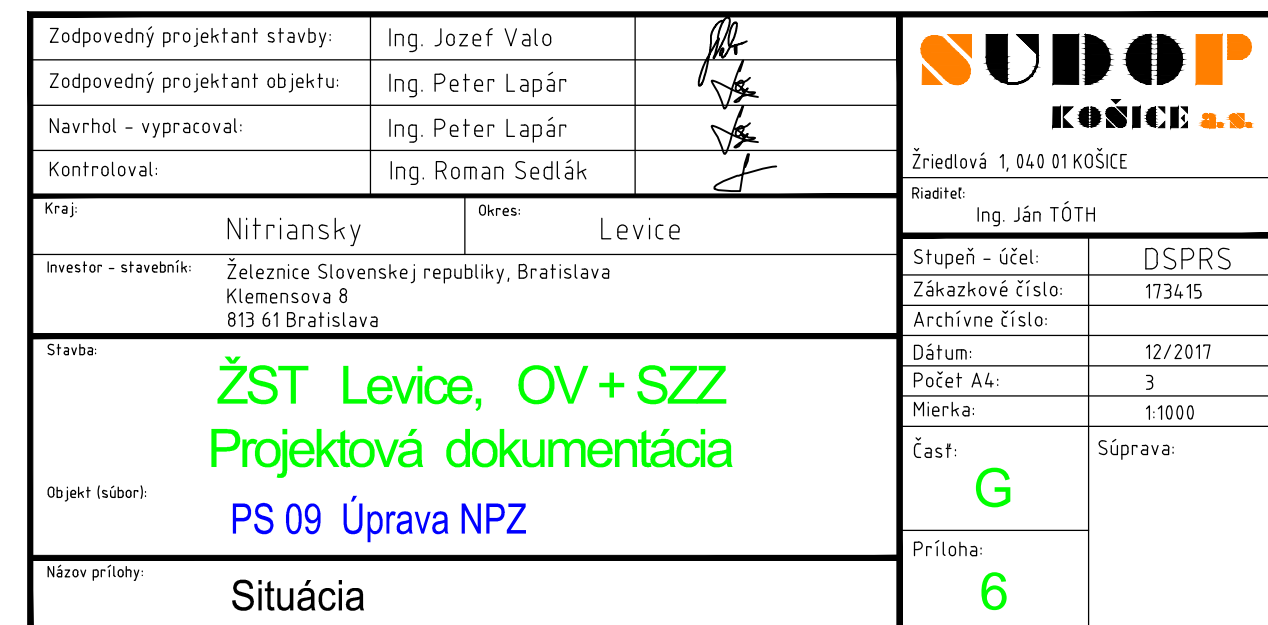 Zodpovedný projektant stavby: Ing. Jozef Valo
Zodpovedný projektant objektu: Ing. Peter Lapár
Navrhol - vypracoval: Ing. Peter Lapár
Kontroloval: Ing. Roman Sedlák
Kraj: Nitriansky
Okres: Levice
Investor - stavebník: Železnice Slovenskej republiky, Bratislava
Klemensova 8
813 61 Bratislava
Stavba:
ŽST Levice, OV + SZZ
Projektová dokumentácia
Objekt (súbor):
PS 09 Úprava NPZ
Názov prílohy:
Situácia
SUDOP
KOŠICE a.s.
Žriedlová 1, 040 01 KOŠICE
Riaditeľ:
Ing. Ján TÓTH
Stupeň - účel: DSPRS
Zákazkové číslo: 173415
Archívne číslo:
Dátum: 12/2017
Počet A4: 3
Mierka: 1:1000
Časť:
G
Súprava:
Príloha:
6